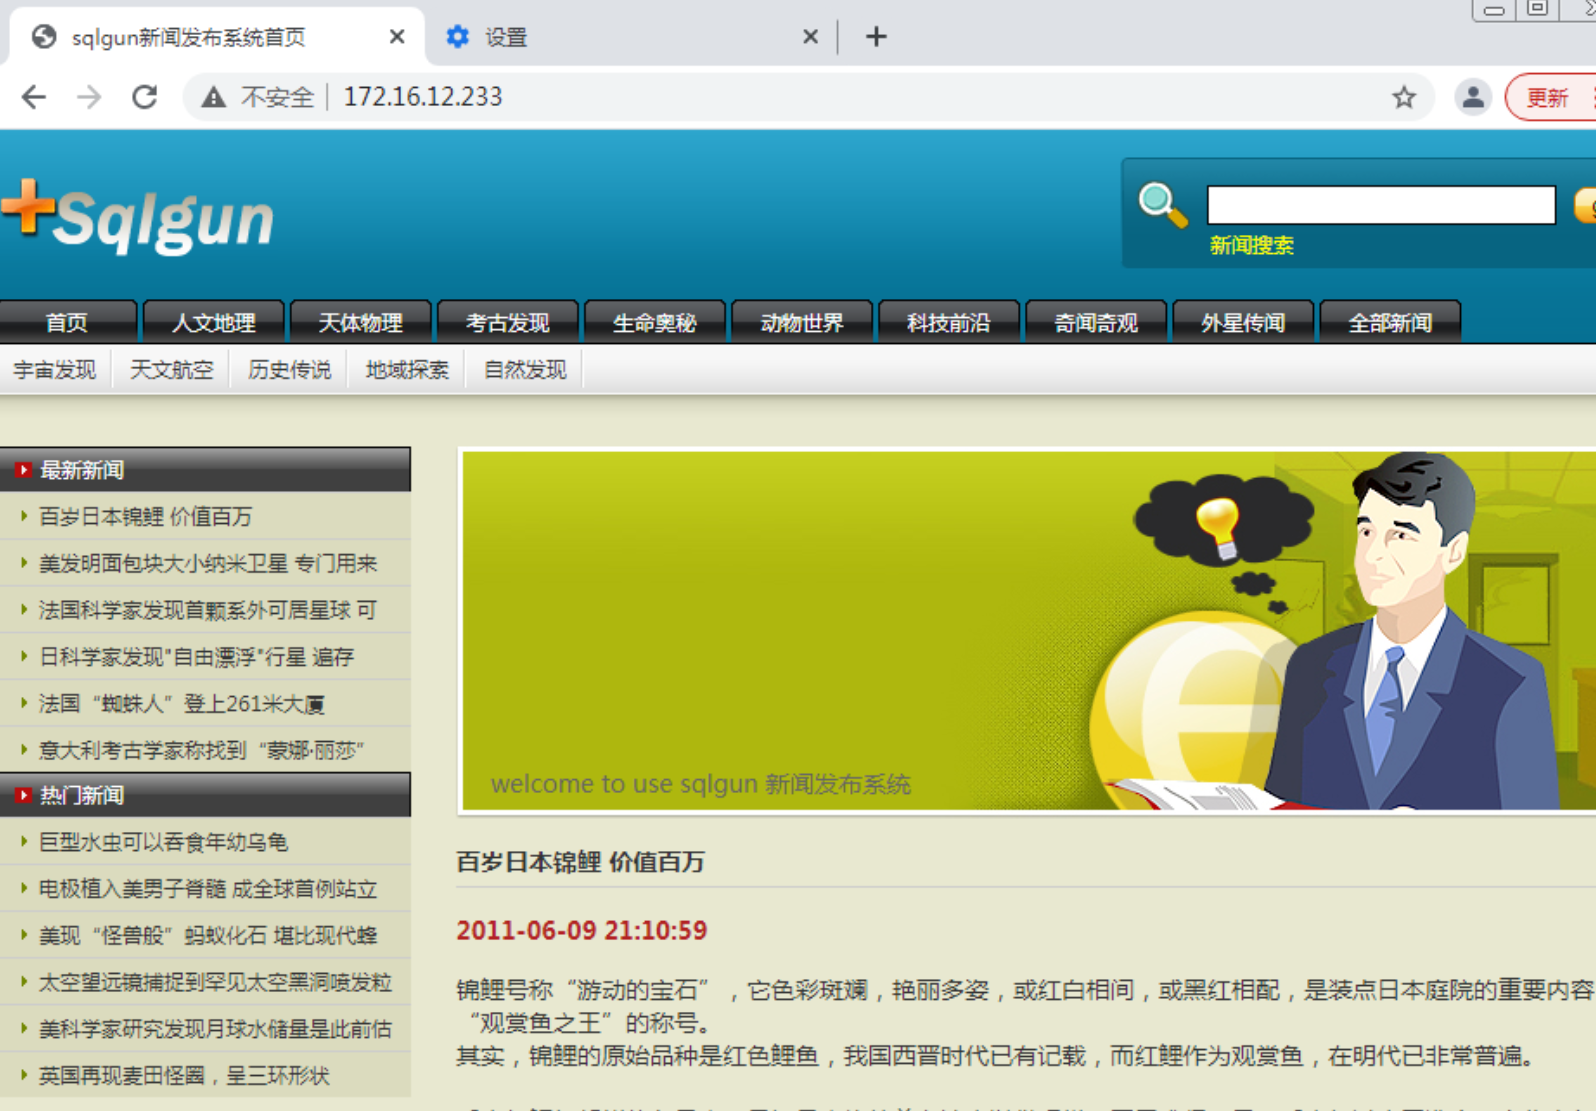 sqlgun新闻发布系统首页
设置
不安全
172.16.12.233
更新
Sqlgun
新闻搜索
首页
人文地理
天体物理
考古发现
生命奥秘
动物世界
科技前沿
奇闻奇观
外星传闻
全部新闻
宇宙发现
天文航空
历史传说
地域探索
自然发现
最新新闻
百岁日本锦鲤 价值百万
美发明面包块大小纳米卫星 专门用来
法国科学家发现首颗系外可居星球 可
日科学家发现"自由漂浮"行星 遍存
法国“蜘蛛人”登上261米大厦
意大利考古学家称找到“蒙娜·丽莎”
热门新闻
巨型水虫可以吞食年幼乌龟
电极植入美男子脊髓 成全球首例站立
美现“怪兽般”蚂蚁化石 堪比现代蜂
太空望远镜捕捉到罕见太空黑洞喷发粒
美科学家研究发现月球水储量是此前估
英国再现麦田怪圈，呈三环形状
welcome to use sqlgun 新闻发布系统
百岁日本锦鲤 价值百万
2011-06-09 21:10:59
锦鲤号称“游动的宝石”，它色彩斑斓，艳丽多姿，或红白相间，或黑红相配，是装点日本庭院的重要内容
“观赏鱼之王”的称号。
其实，锦鲤的原始品种是红色鲤鱼，我国西晋时代已有记载，而红鲤作为观赏鱼，在明代已非常普遍。